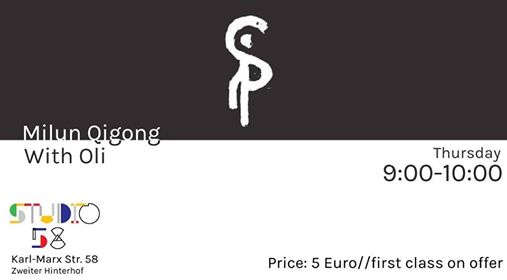 Milun Qigong
With Oli
Thursday
9:00-10:00
STUDIO
58
Karl-Marx Str. 58
Zweiter Hinterhof
Price: 5 Euro//first class on offer